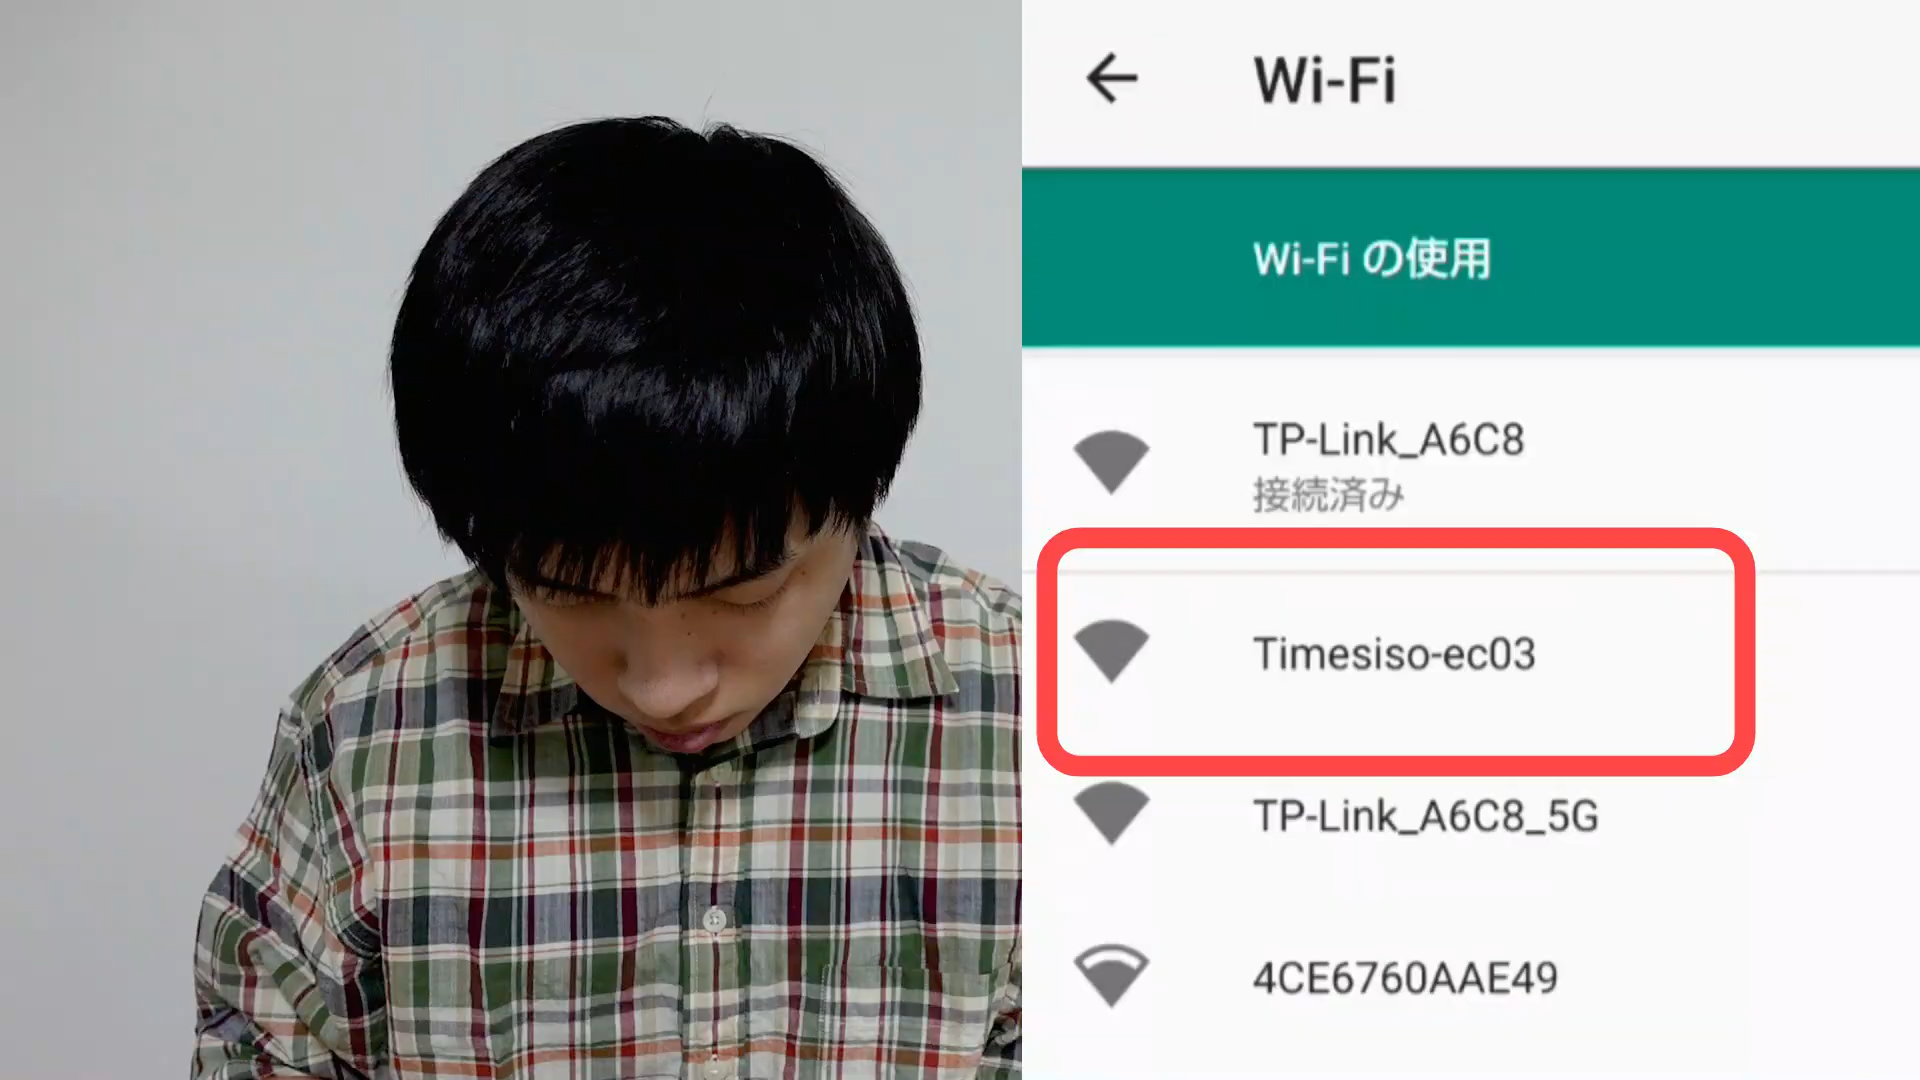 Wi-Fi
Wi-Fi の使用
TP-Link_A6C8
接続済み
Timesiso-ec03
TP-Link_A6C8_5G
4CE6760AAE49